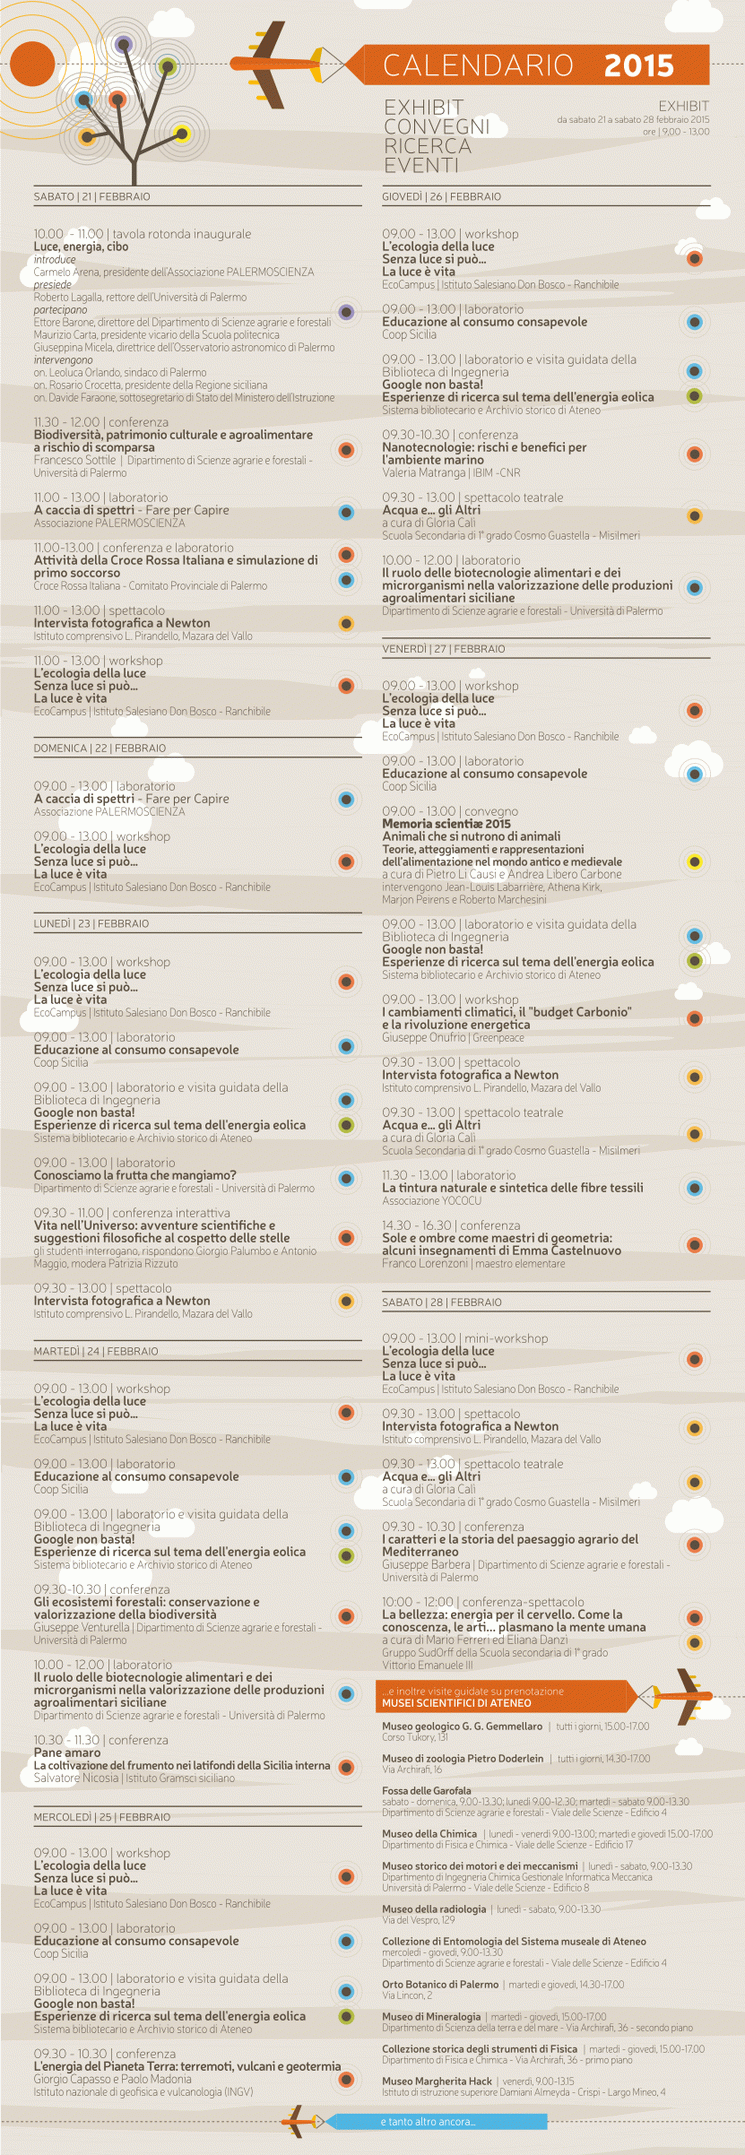 CALENDARIO 2015
EXHIBIT
CONVEGNI
RICERCA
EVENTI
EXHIBIT
da sabato 21 a sabato 28 febbraio 2015
ore | 9,00 - 13,00
SABATO | 21 | FEBBRAIO
10.00 - 11.00 | tavola rotonda inaugurale
Luce, energia, cibo
introduce
Carmelo Arena, presidente dell'Associazione PALERMOSCIENZA
presiede
Roberto Lagalla, rettore dell'Università di Palermo
partecipano
Ettore Barone, direttore del Dipartimento di Scienze agrarie e forestali
Maurizio Carta, presidente vicario della Scuola politecnica
Giuseppina Micela, direttrice dell'Osservatorio astronomico di Palermo
intervengono
on. Leoluca Orlando, sindaco di Palermo
on. Rosario Crocetta, presidente della Regione siciliana
on. Davide Faraone, sottosegretario di Stato del Ministero dell'Istruzione
11.30 - 12.00 | conferenza
Biodiversità, patrimonio culturale e agroalimentare
a rischio di scomparsa
Francesco Sottile | Dipartimento di Scienze agrarie e forestali -
Università di Palermo
11.00 - 13.00 | laboratorio
A caccia di spettri - Fare per Capire
Associazione PALERMOSCIENZA
11.00-13.00 | conferenza e laboratorio
Attività della Croce Rossa Italiana e simulazione di
primo soccorso
Croce Rossa Italiana - Comitato Provinciale di Palermo
11.00 - 13.00 | spettacolo
Intervista fotografica a Newton
Istituto comprensivo L. Pirandello, Mazara del Vallo
11.00 - 13.00 | workshop
L'ecologia della luce
Senza luce si può...
La luce è vita
EcoCampus | Istituto Salesiano Don Bosco - Ranchibile
DOMENICA | 22 | FEBBRAIO
09.00 - 13.00 | laboratorio
A caccia di spettri - Fare per Capire
Associazione PALERMOSCIENZA
09.00 - 13.00 | workshop
L'ecologia della luce
Senza luce si può...
La luce è vita
EcoCampus | Istituto Salesiano Don Bosco - Ranchibile
LUNEDÌ | 23 | FEBBRAIO
09.00 - 13.00 | workshop
L'ecologia della luce
Senza luce si può...
La luce è vita
EcoCampus | Istituto Salesiano Don Bosco - Ranchibile
09.00 - 13.00 | laboratorio
Educazione al consumo consapevole
Coop Sicilia
09.00 - 13.00 | laboratorio e visita guidata della
Biblioteca di Ingegneria
Google non basta!
Esperienze di ricerca sul tema dell'energia eolica
Sistema bibliotecario e Archivio storico di Ateneo
09.00 - 13.00 | laboratorio
Conosciamo la frutta che mangiamo?
Dipartimento di Scienze agrarie e forestali - Università di Palermo
09.30 - 11.00 | conferenza interattiva
Vita nell'Universo: avventure scientifiche e
suggestioni filosofiche al cospetto delle stelle
gli studenti interrogano, rispondono Giorgio Palumbo e Antonio
Maggio, modera Patrizia Rizzuto
09.30 - 13.00 | spettacolo
Intervista fotografica a Newton
Istituto comprensivo L. Pirandello, Mazara del Vallo
MARTEDÌ | 24 | FEBBRAIO
09.00 - 13.00 | workshop
L'ecologia della luce
Senza luce si può...
La luce è vita
EcoCampus | Istituto Salesiano Don Bosco - Ranchibile
09.00 - 13.00 | laboratorio
Educazione al consumo consapevole
Coop Sicilia
09.00 - 13.00 | laboratorio e visita guidata della
Biblioteca di Ingegneria
Google non basta!
Esperienze di ricerca sul tema dell'energia eolica
Sistema bibliotecario e Archivio storico di Ateneo
09.30-10.30 | conferenza
Gli ecosistemi forestali: conservazione e
valorizzazione della biodiversità
Giuseppe Venturella | Dipartimento di Scienze agrarie e forestali -
Università di Palermo
10.00 - 12.00 | laboratorio
Il ruolo delle biotecnologie alimentari e dei
microrganismi nella valorizzazione delle produzioni
agroalimentari siciliane
Dipartimento di Scienze agrarie e forestali - Università di Palermo
10.30 - 11.30 | conferenza
Pane amaro
La coltivazione del frumento nei latifondi della Sicilia interna
Salvatore Nicosia | Istituto Gramsci siciliano
MERCOLEDÌ | 25 | FEBBRAIO
09.00 - 13.00 | workshop
L'ecologia della luce
Senza luce si può...
La luce è vita
EcoCampus | Istituto Salesiano Don Bosco - Ranchibile
09.00 - 13.00 | laboratorio
Educazione al consumo consapevole
Coop Sicilia
09.00 - 13.00 | laboratorio e visita guidata della
Biblioteca di Ingegneria
Google non basta!
Esperienze di ricerca sul tema dell'energia eolica
Sistema bibliotecario e Archivio storico di Ateneo
09.30 - 10.30 | conferenza
L'energia del Pianeta Terra: terremoti, vulcani e geotermia
Giorgio Capasso e Paolo Madonia
Istituto nazionale di geofisica e vulcanologia (INGV)
GIOVEDÌ | 26 | FEBBRAIO
09.00 - 13.00 | workshop
L'ecologia della luce
Senza luce si può...
La luce è vita
EcoCampus | Istituto Salesiano Don Bosco - Ranchibile
09.00 - 13.00 | laboratorio
Educazione al consumo consapevole
Coop Sicilia
09.00 - 13.00 | laboratorio e visita guidata della
Biblioteca di Ingegneria
Google non basta!
Esperienze di ricerca sul tema dell'energia eolica
Sistema bibliotecario e Archivio storico di Ateneo
09.30-10.30 | conferenza
Nanotecnologie: rischi e benefici per
l'ambiente marino
Valeria Matranga | IBIM -CNR
09.30 - 13.00 | spettacolo teatrale
Acqua e... gli Altri
a cura di Gloria Calì
Scuola Secondaria di 1° grado Cosmo Guastella - Misilmeri
10.00 - 12.00 | laboratorio
Il ruolo delle biotecnologie alimentari e dei
microrganismi nella valorizzazione delle produzioni
agroalimentari siciliane
Dipartimento di Scienze agrarie e forestali - Università di Palermo
VENERDÌ | 27 | FEBBRAIO
09.00 - 13.00 | workshop
L'ecologia della luce
Senza luce si può...
La luce è vita
EcoCampus | Istituto Salesiano Don Bosco - Ranchibile
09.00 - 13.00 | laboratorio
Educazione al consumo consapevole
Coop Sicilia
09.00 - 13.00 | convegno
Memoria scientiæ 2015
Animali che si nutrono di animali
Teorie, atteggiamenti e rappresentazioni
dell'alimentazione nel mondo antico e medievale
a cura di Pietro Li Causi e Andrea Libero Carbone
intervengono Jean-Louis Labarrière, Athena Kirk,
Marjon Peirens e Roberto Marchesini
09.00 - 13.00 | laboratorio e visita guidata della
Biblioteca di Ingegneria
Google non basta!
Esperienze di ricerca sul tema dell'energia eolica
Sistema bibliotecario e Archivio storico di Ateneo
09.00 - 13.00 | workshop
I cambiamenti climatici, il "budget Carbonio"
e la rivoluzione energetica
Giuseppe Onufrio | Greenpeace
09.30 - 13.00 | spettacolo
Intervista fotografica a Newton
Istituto comprensivo L. Pirandello, Mazara del Vallo
09.30 - 13.00 | spettacolo teatrale
Acqua e... gli Altri
a cura di Gloria Calì
Scuola Secondaria di 1° grado Cosmo Guastella - Misilmeri
11.30 - 13.00 | laboratorio
La tintura naturale e sintetica delle fibre tessili
Associazione YOCOCU
14.30 - 16.30 | conferenza
Sole e ombre come maestri di geometria:
alcuni insegnamenti di Emma Castelnuovo
Franco Lorenzoni | maestro elementare
SABATO | 28 | FEBBRAIO
09.00 - 13.00 | mini-workshop
L'ecologia della luce
Senza luce si può...
La luce è vita
EcoCampus | Istituto Salesiano Don Bosco - Ranchibile
09.30 - 13.00 | spettacolo
Intervista fotografica a Newton
Istituto comprensivo L. Pirandello, Mazara del Vallo
09.30 - 13.00 | spettacolo teatrale
Acqua e... gli Altri
a cura di Gloria Calì
Scuola Secondaria di 1° grado Cosmo Guastella - Misilmeri
09.30 - 10.30 | conferenza
I caratteri e la storia del paesaggio agrario del
Mediterraneo
Giuseppe Barbera | Dipartimento di Scienze agrarie e forestali -
Università di Palermo
10:00 - 12:00 | conferenza-spettacolo
La bellezza: energia per il cervello. Come la
conoscenza, le arti... plasmano la mente umana
a cura di Mario Ferreri ed Eliana Danzì
Gruppo SudOrff della Scuola secondaria di 1° grado
Vittorio Emanuele III
...e inoltre visite guidate su prenotazione
MUSEI SCIENTIFICI DI ATENEO
Museo geologico G. G. Gemmellaro | tutti i giorni, 15.00-17.00
Corso Tukory, 131
Museo di zoologia Pietro Doderlein | tutti i giorni, 14.30-17.00
Via Archirafi, 16
Fossa delle Garofala
sabato - domenica, 9.00-13.30; lunedì 9.00-12.30; martedì - sabato 9.00-13.30
Dipartimento di Scienze agrarie e forestali - Viale delle Scienze - Edificio 4
Museo della Chimica | lunedì - venerdì 9.00-13.00; martedì e giovedì 15.00-17.00
Dipartimento di Fisica e Chimica - Viale delle Scienze - Edificio 17
Museo storico dei motori e dei meccanismi | lunedì - sabato, 9.00-13.30
Dipartimento di Ingegneria Chimica Gestionale Informatica Meccanica
Università di Palermo - Viale delle Scienze - Edificio 8
Museo della radiologia | lunedì - sabato, 9.00-13.30
Via del Vespro, 129
Collezione di Entomologia del Sistema museale di Ateneo
mercoledì - giovedì, 9.00-13.30
Dipartimento di Scienze agrarie e forestali - Viale delle Scienze - Edificio 4
Orto Botanico di Palermo | martedì e giovedì, 14.30-17.00
Via Lincon, 2
Museo di Mineralogia | martedì - giovedì, 15.00-17.00
Dipartimento di Scienza della terra e del mare - Via Archirafi, 36 - secondo piano
Collezione storica degli strumenti di Fisica | martedì - giovedì, 15.00-17.00
Dipartimento di Fisica e Chimica - Via Archirafi, 36 - primo piano
Museo Margherita Hack | venerdì, 9.00-13.15
Istituto di istruzione superiore Damiani Almeyda - Crispi - Largo Mineo, 4
e tanto altro ancora...